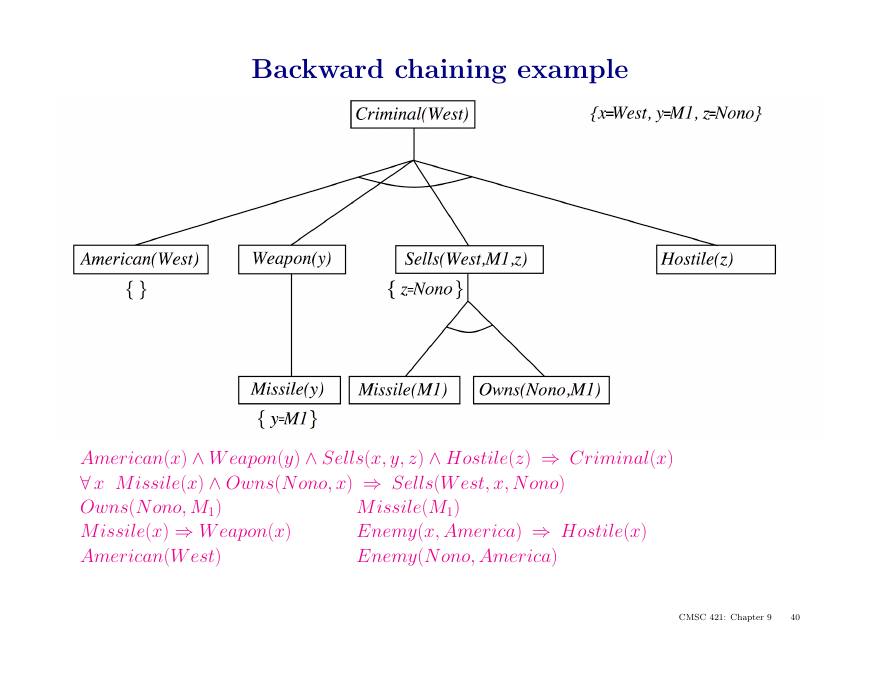 Backward chaining example
Criminal(West)
{x=West, y=M1, z=Nono}
American(West)
Weapon(y)
Sells(West,M1,z)
Hostile(z)
{ }
{ z=Nono }
Missile(y)
Missile(M1)
Owns(Nono,M1)
{ y=M1}
American(x) ∧ Weapon(y) ∧ Sells(x, y, z) ∧ Hostile(z) ⇒ Criminal(x)
∀ x Missile(x) ∧ Owns(Nono, x) ⇒ Sells(West, x, Nono)
Owns(Nono, M₁) Missile(M₁)
Missile(x) ⇒ Weapon(x) Enemy(x, America) ⇒ Hostile(x)
American(West) Enemy(Nono, America)
CMSC 421: Chapter 9 40